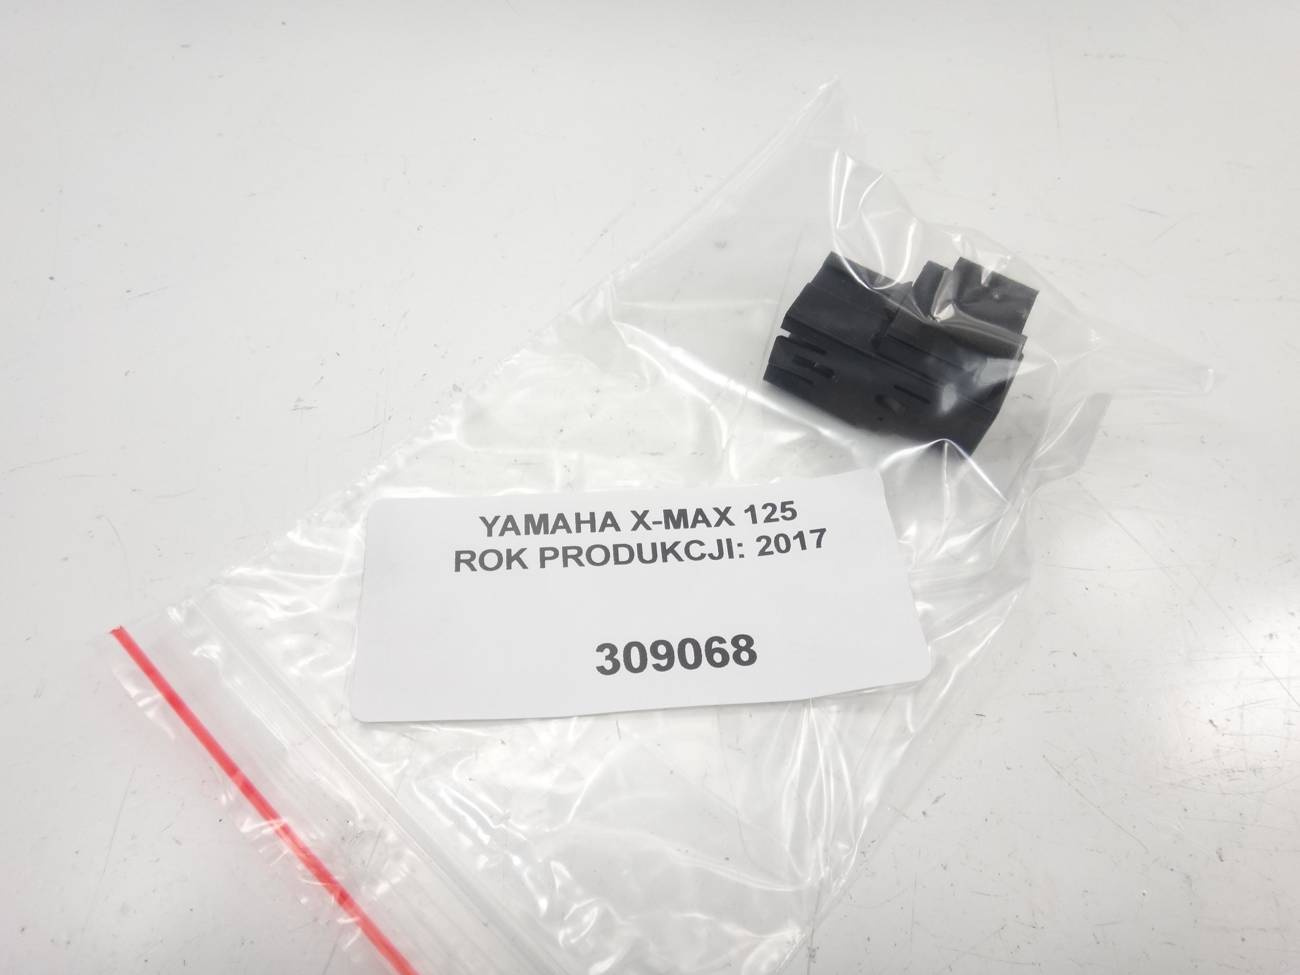 YAMAHA X-MAX 125
ROK PRODUKCJI: 2017
309068